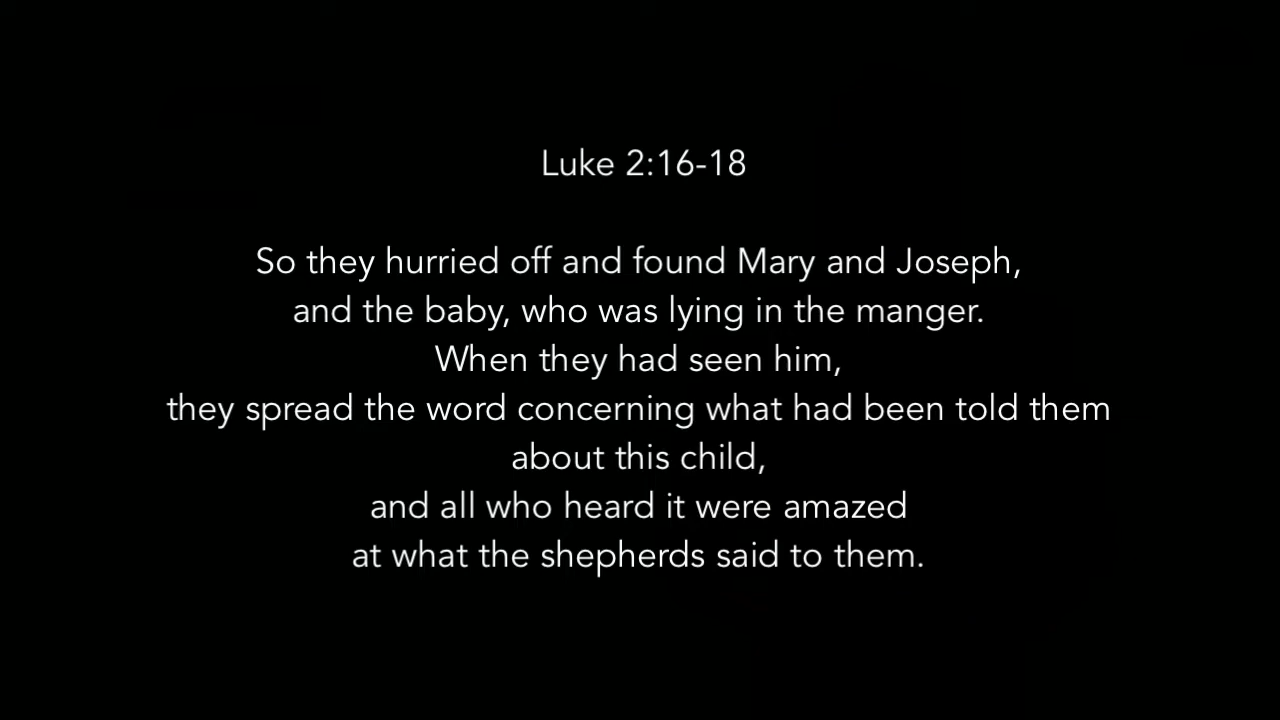 Luke 2:16-18
So they hurried off and found Mary and Joseph,
and the baby, who was lying in the manger.
When they had seen him,
they spread the word concerning what had been told them
about this child,
and all who heard it were amazed
at what the shepherds said to them.